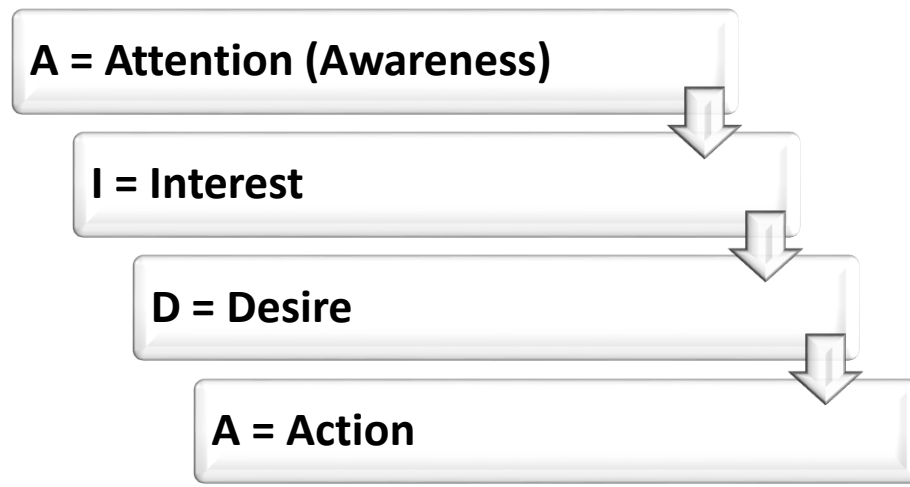 A = Attention (Awareness)
I = Interest
D = Desire
A = Action